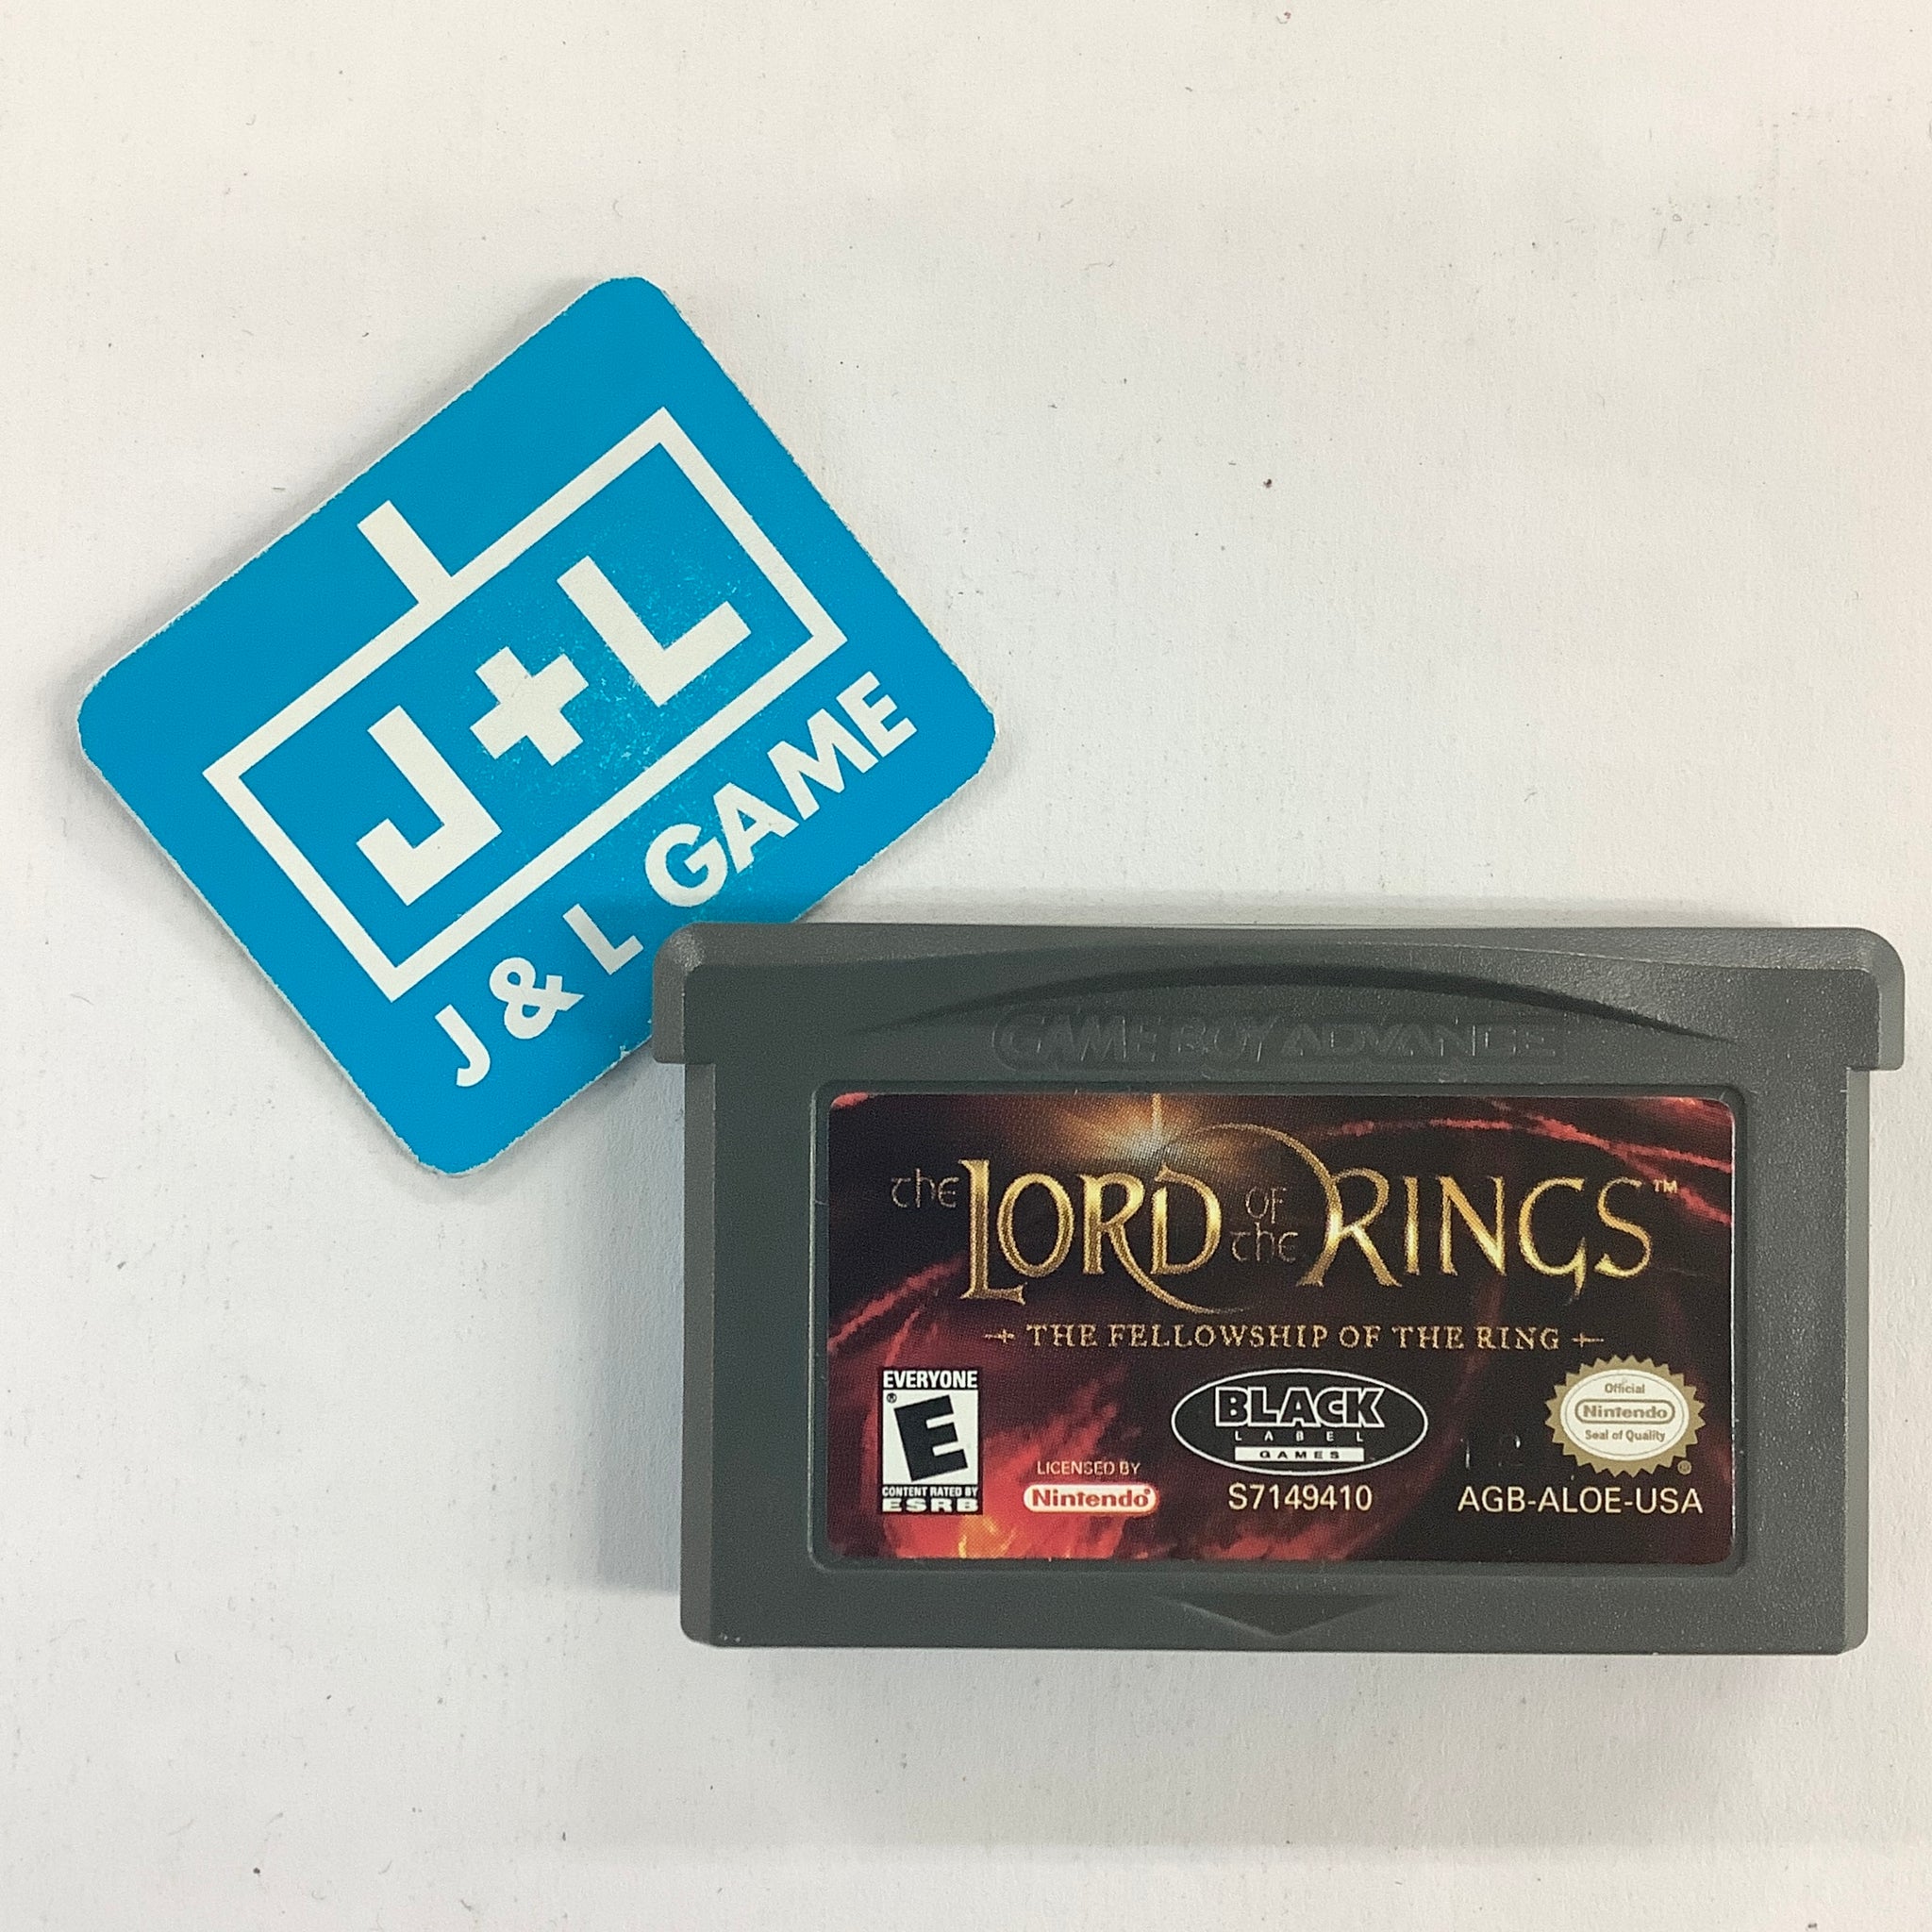 J+L
J & L GAME
GAME BOY ADVANCE
the LORD OF the RINGS™
THE FELLOWSHIP OF THE RING
EVERYONE
E®
CONTENT RATED BY
ESRB
LICENSED BY
Nintendo®
BLACK
LABEL
GAMES
S7149410
12
Official
Nintendo
Seal of Quality
®
AGB-ALOE-USA